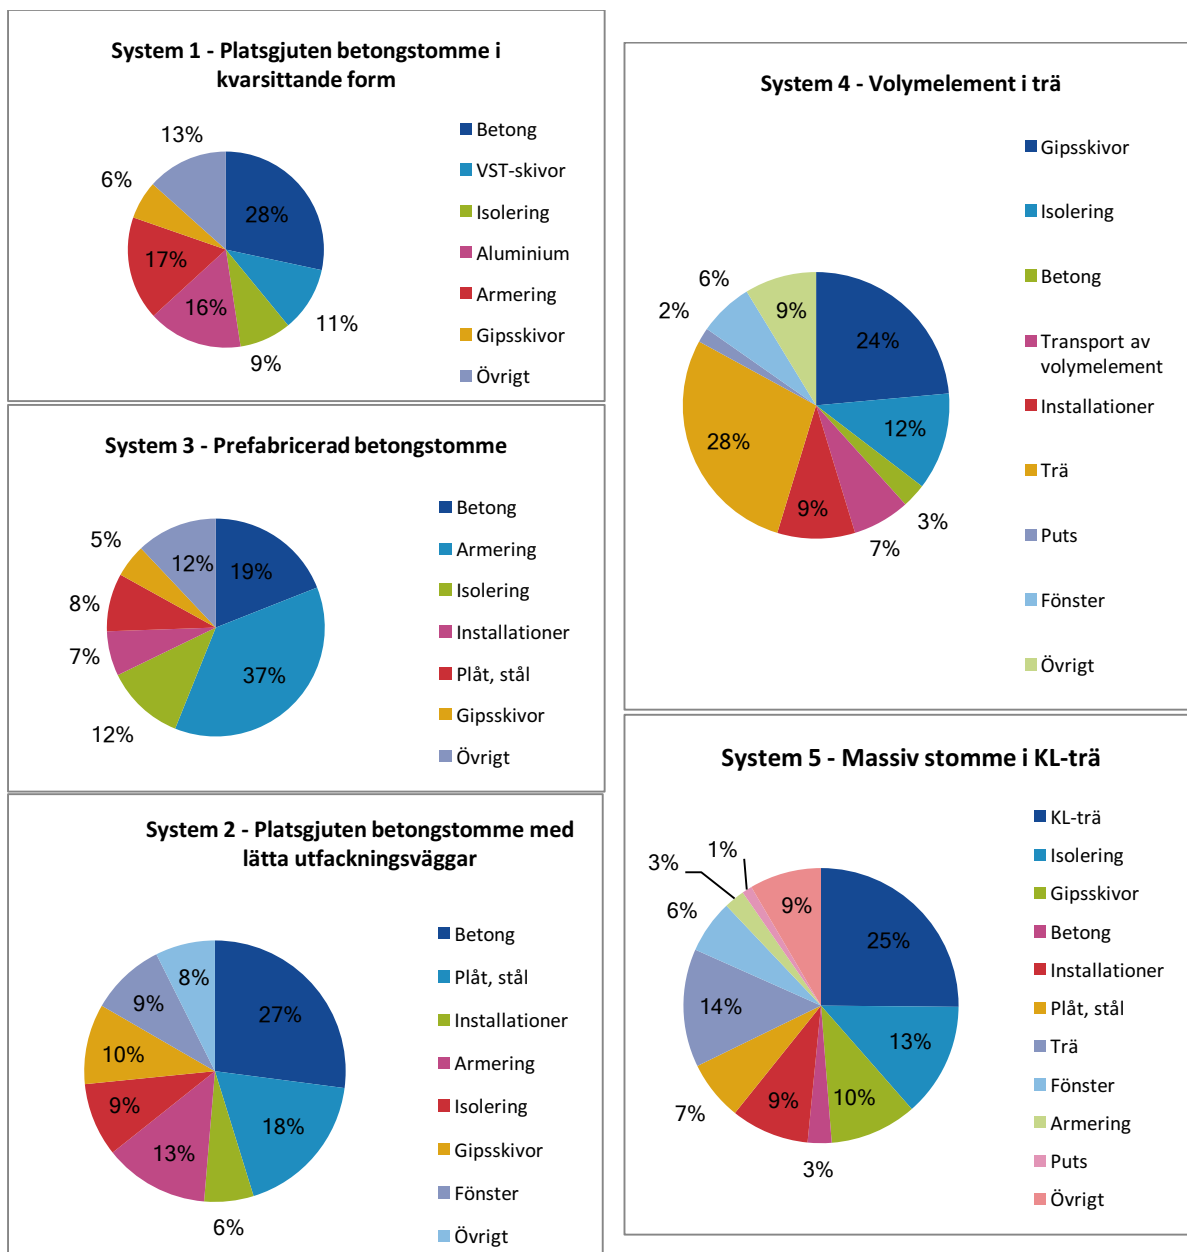 System 1 - Platsgjuten betongstomme i
kvarsittande form
13%
6%
28%
17%
16%
11%
9%
Betong
VST-skivor
Isolering
Aluminium
Armering
Gipsskivor
Övrigt
System 3 - Prefabricerad betongstomme
5%
12%
19%
8%
7%
37%
12%
Betong
Armering
Isolering
Installationer
Plåt, stål
Gipsskivor
Övrigt
System 2 - Platsgjuten betongstomme med
lätta utfackningsväggar
8%
9%
27%
10%
9%
18%
13%
6%
Betong
Plåt, stål
Installationer
Armering
Isolering
Gipsskivor
Fönster
Övrigt
System 4 - Volymelement i trä
6%
9%
2%
24%
28%
12%
9%
3%
7%
Gipsskivor
Isolering
Betong
Transport av
volymelement
Installationer
Trä
Puts
Fönster
Övrigt
System 5 - Massiv stomme i KL-trä
1%
3%
9%
6%
25%
14%
13%
7%
9%
10%
3%
KL-trä
Isolering
Gipsskivor
Betong
Installationer
Plåt, stål
Trä
Fönster
Armering
Puts
Övrigt